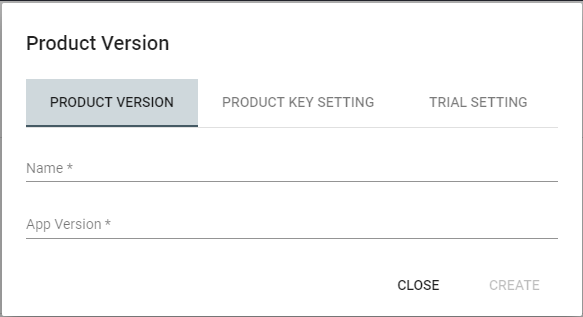 Product Version
PRODUCT VERSION PRODUCT KEY SETTING TRIAL SETTING
Name *
App Version *
CLOSE CREATE